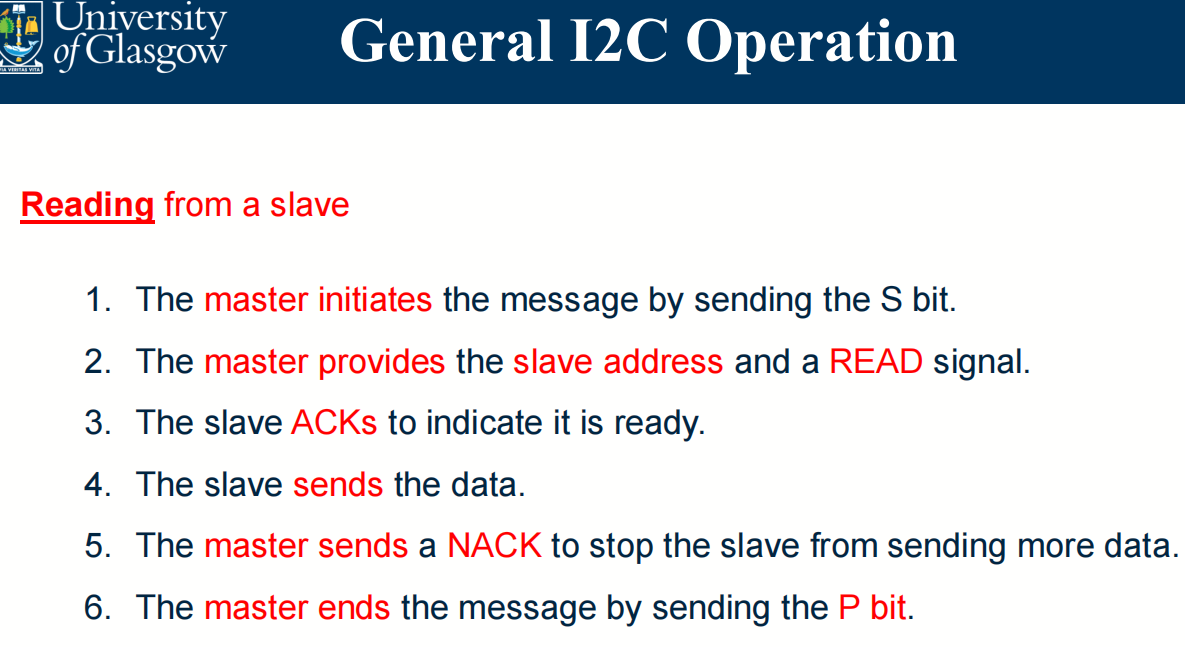 University
of Glasgow
VIA VERITAS VITA
General I2C Operation
Reading from a slave
1. The master initiates the message by sending the S bit.
2. The master provides the slave address and a READ signal.
3. The slave ACKs to indicate it is ready.
4. The slave sends the data.
5. The master sends a NACK to stop the slave from sending more data.
6. The master ends the message by sending the P bit.